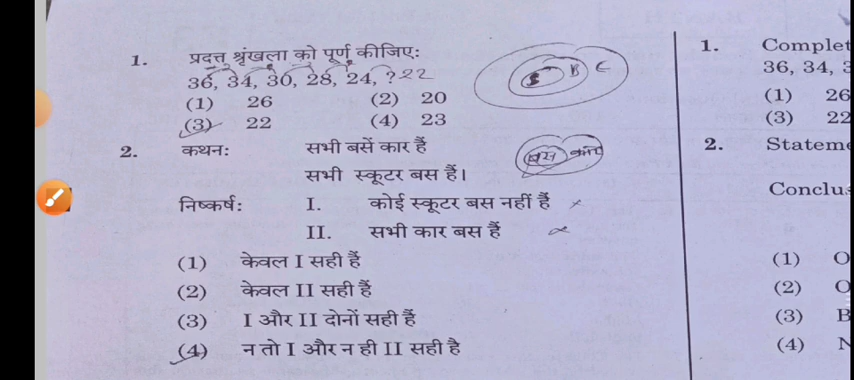 1. प्रदत्त श्रृंखला को पूर्ण कीजिए:
36, 34, 30, 28, 24, ? 22
(1) 26 (2) 20
(3) 22 (4) 23
2. कथन: सभी बसें कार हैं
सभी स्कूटर बस हैं।
निष्कर्ष: I. कोई स्कूटर बस नहीं हैं
II. सभी कार बस हैं
(1) केवल I सही हैं
(2) केवल II सही हैं
(3) I और II दोनों सही हैं
(4) न तो I और न ही II सही है
S B C
बस कार
1. Complet
36, 34, 3
(1) 26
(3) 22
2. Statem
Conclu
(1) O
(2) O
(3) B
(4) N